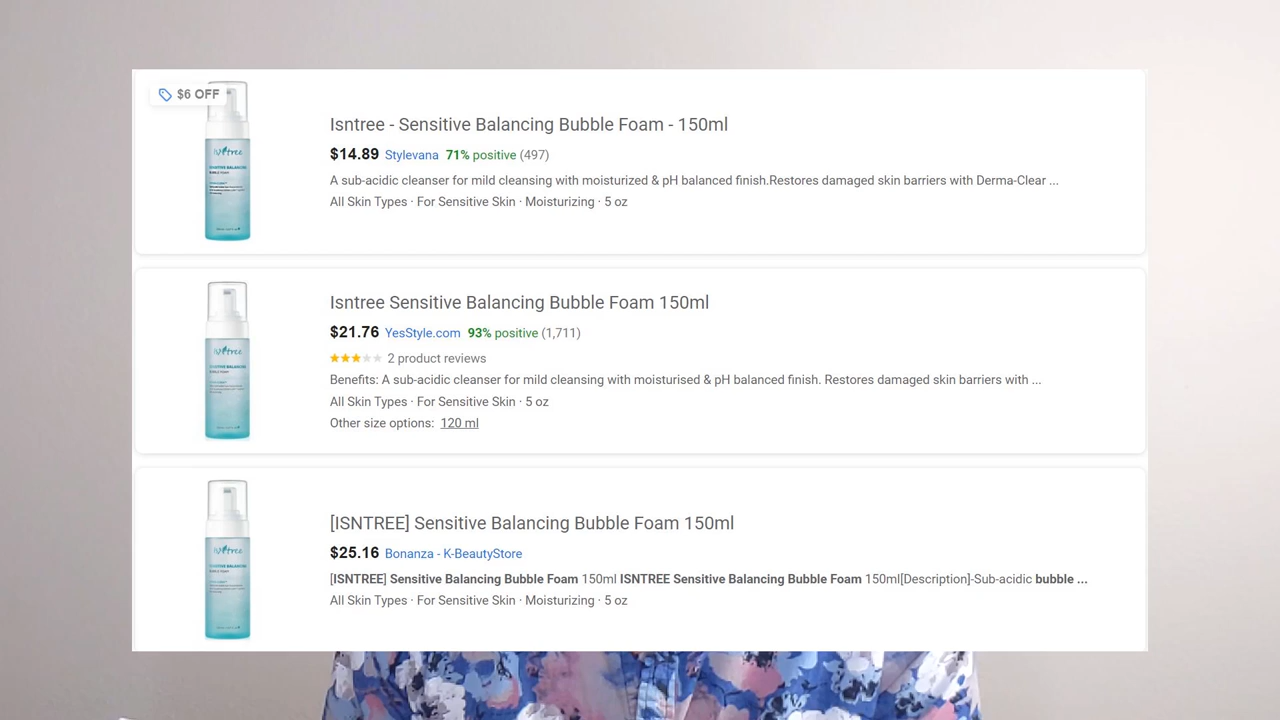 $6 OFF
Isntree - Sensitive Balancing Bubble Foam - 150ml
$14.89 Stylevana 71% positive (497)
A sub-acidic cleanser for mild cleansing with moisturized & pH balanced finish.Restores damaged skin barriers with Derma-Clear ...
All Skin Types · For Sensitive Skin · Moisturizing · 5 oz
Isntree Sensitive Balancing Bubble Foam 150ml
$21.76 YesStyle.com 93% positive (1,711)
2 product reviews
Benefits: A sub-acidic cleanser for mild cleansing with moisturised & pH balanced finish. Restores damaged skin barriers with ...
All Skin Types · For Sensitive Skin · 5 oz
Other size options: 120 ml
[ISNTREE] Sensitive Balancing Bubble Foam 150ml
$25.16 Bonanza - K-BeautyStore
[ISNTREE] Sensitive Balancing Bubble Foam 150ml ISNTREE Sensitive Balancing Bubble Foam 150ml[Description]-Sub-acidic bubble ...
All Skin Types · For Sensitive Skin · Moisturizing · 5 oz